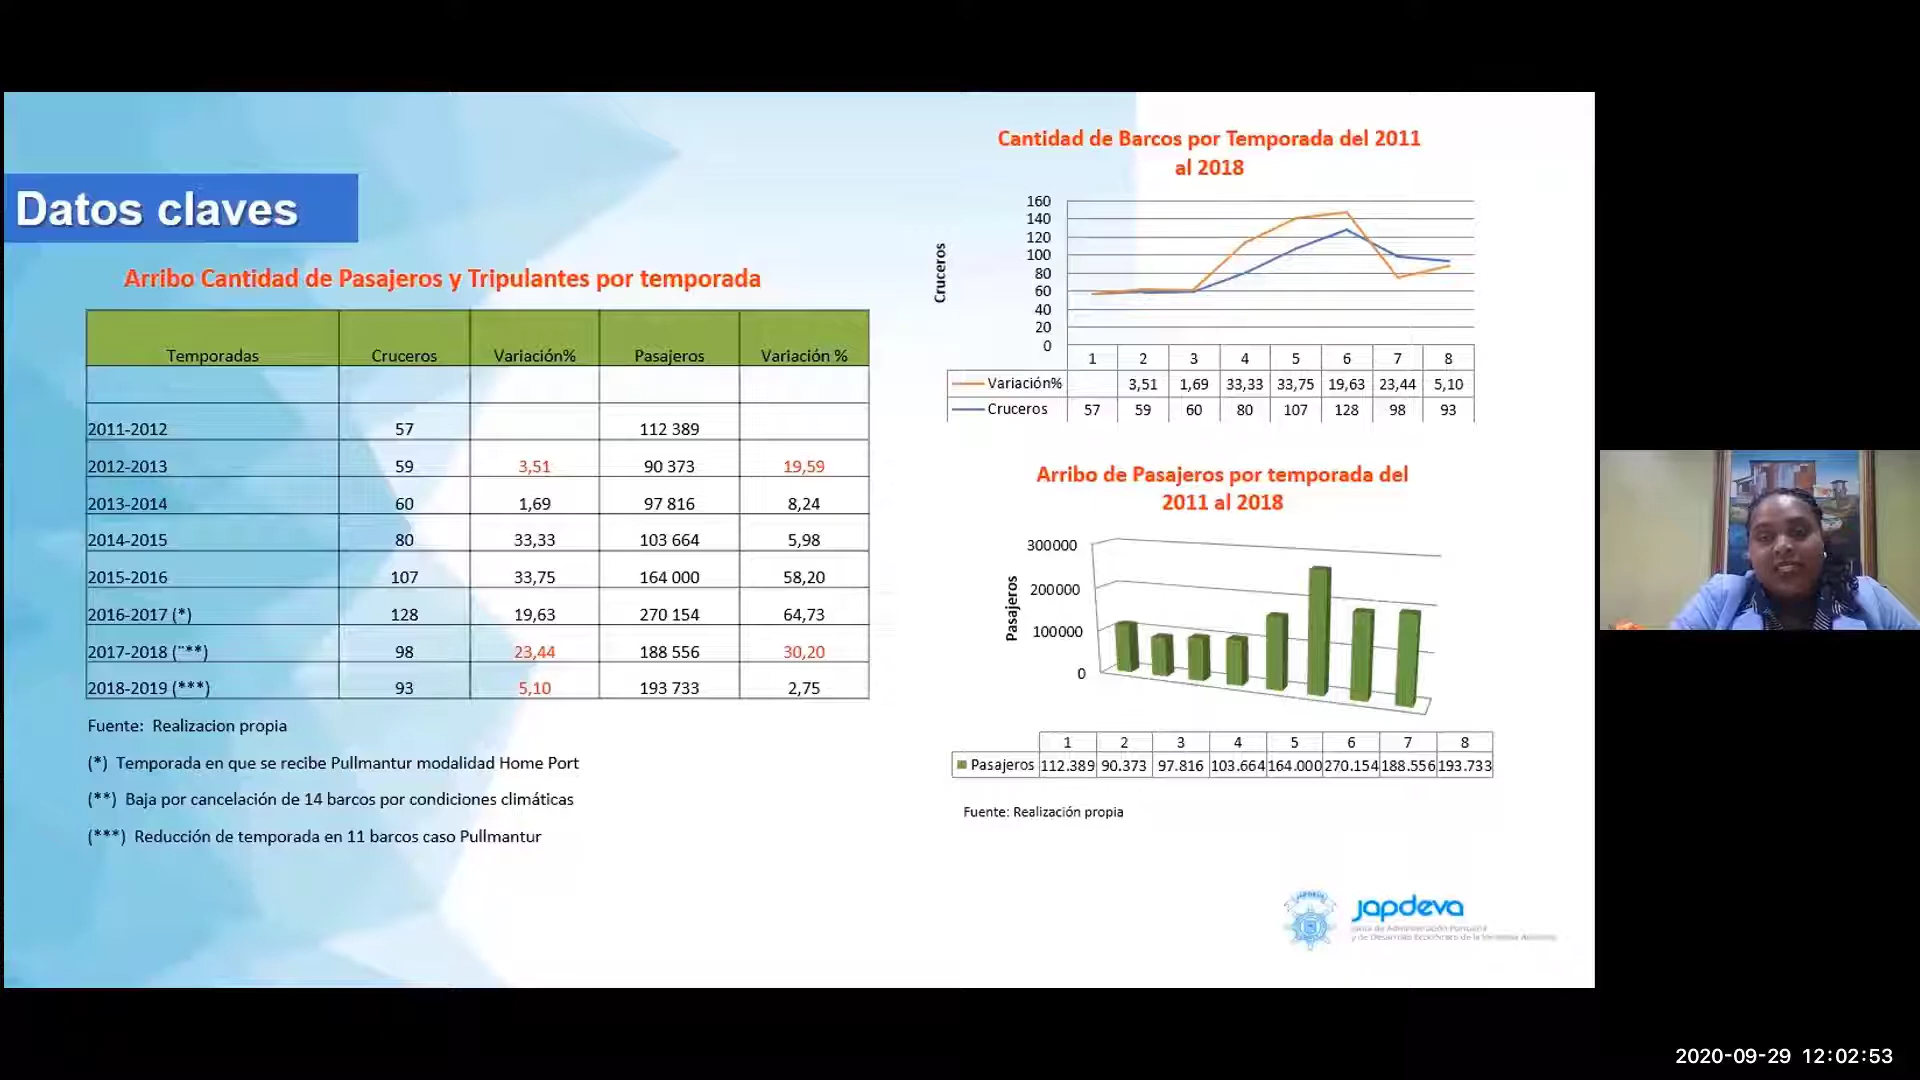 Datos claves
Arribo Cantidad de Pasajeros y Tripulantes por temporada
Temporadas Cruceros Variación% Pasajeros Variación %
2011-2012 57 112 389
2012-2013 59 3,51 90 373 19,59
2013-2014 60 1,69 97 816 8,24
2014-2015 80 33,33 103 664 5,98
2015-2016 107 33,75 164 000 58,20
2016-2017 (*) 128 19,63 270 154 64,73
2017-2018 (¨**) 98 23,44 188 556 30,20
2018-2019 (***) 93 5,10 193 733 2,75
Fuente: Realizacion propia
(*) Temporada en que se recibe Pullmantur modalidad Home Port
(**) Baja por cancelación de 14 barcos por condiciones climáticas
(***) Reducción de temporada en 11 barcos caso Pullmantur
Cantidad de Barcos por Temporada del 2011
al 2018
Cruceros
160
140
120
100
80
60
40
20
0
1 2 3 4 5 6 7 8
Variación% 3,51 1,69 33,33 33,75 19,63 23,44 5,10
Cruceros 57 59 60 80 107 128 98 93
Arribo de Pasajeros por temporada del
2011 al 2018
Pasajeros
300000
200000
100000
0
1 2 3 4 5 6 7 8
Pasajeros 112.389 90.373 97.816 103.664 164.000 270.154 188.556 193.733
Fuente: Realización propia
japdeva
Junta de Administración Portuaria
y de Desarrollo Económico de la Vertiente Atlántica
2020-09-29 12:02:53